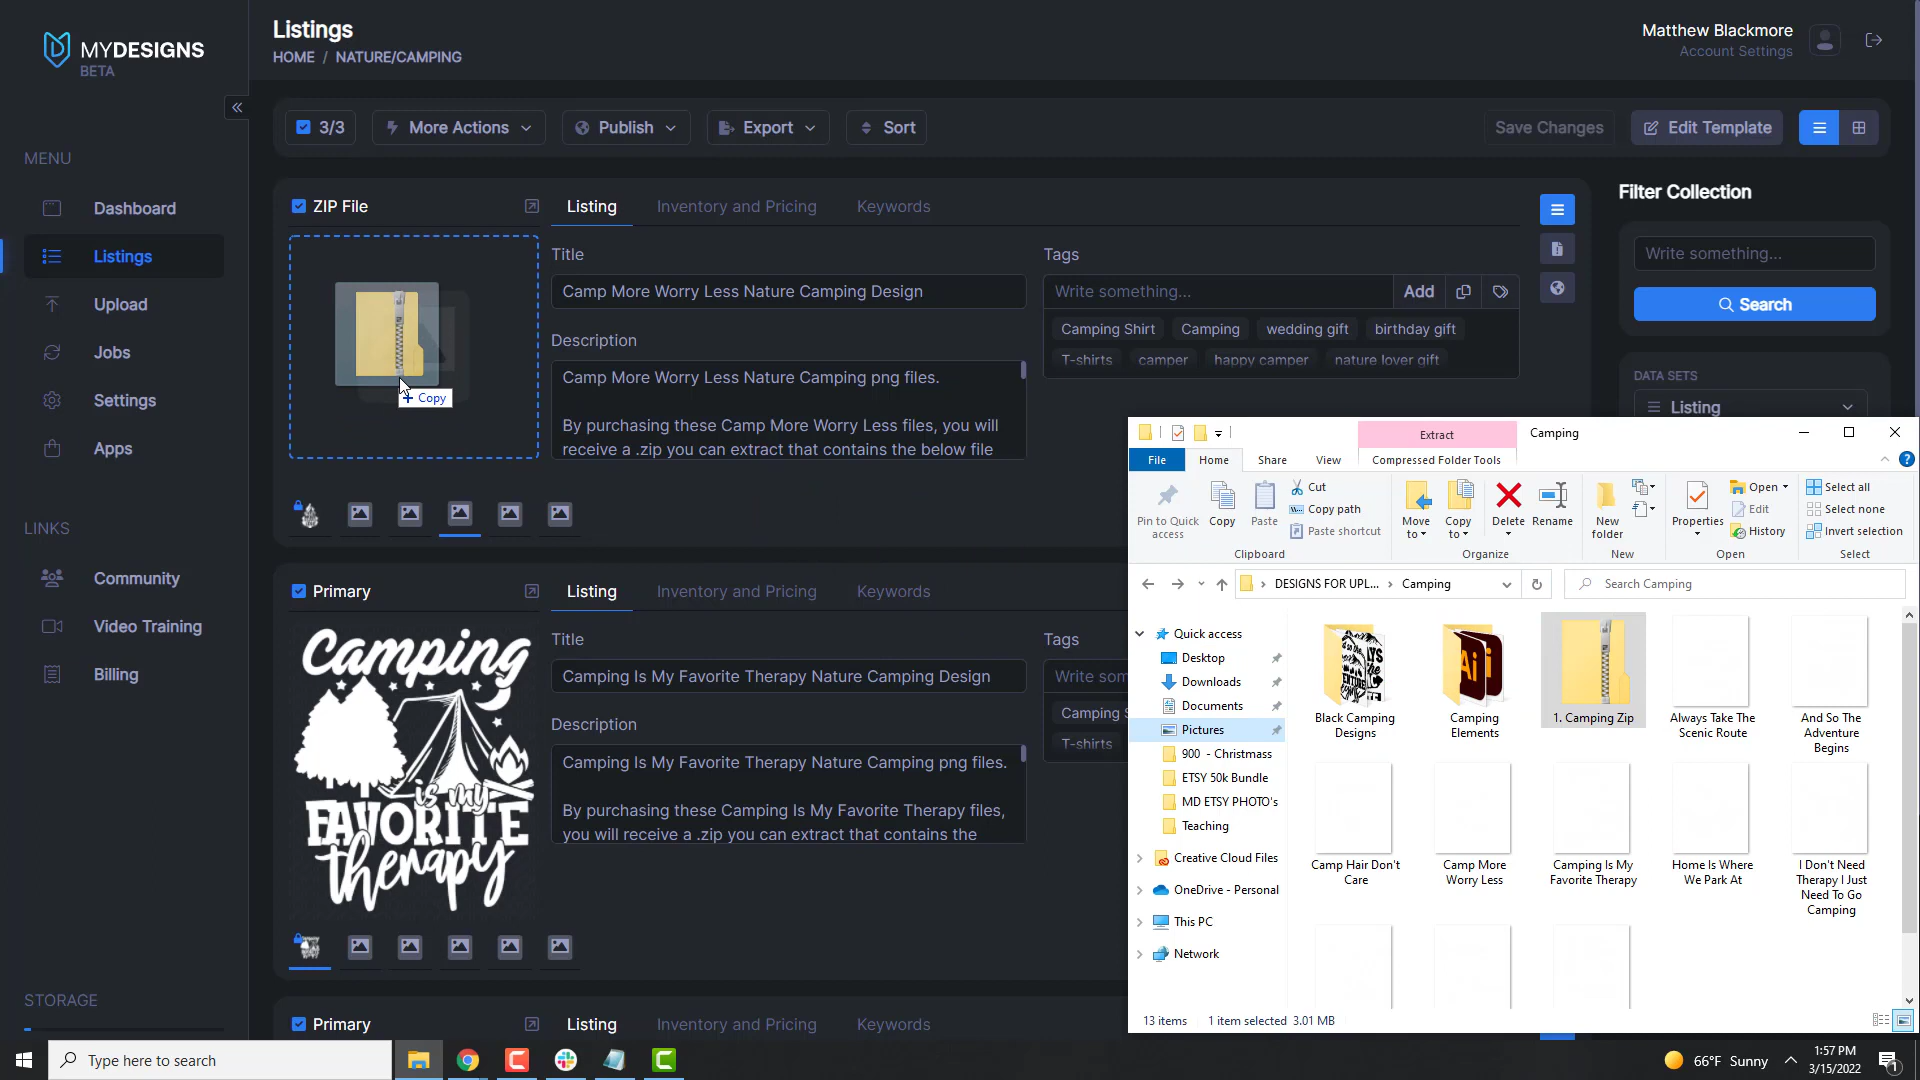 MYDESIGNS
BETA
MENU
Dashboard
Listings
Upload
Jobs
Settings
Apps
LINKS
Community
Video Training
Billing
STORAGE
Listings
HOME / NATURE/CAMPING
Matthew Blackmore
Account Settings
3/3
More Actions
Publish
Export
Sort
Save Changes
Edit Template
ZIP File
Listing
Inventory and Pricing
Keywords
Copy
Title
Camp More Worry Less Nature Camping Design
Description
Camp More Worry Less Nature Camping png files.
By purchasing these Camp More Worry Less files, you will
receive a .zip you can extract that contains the below file
Tags
Write something...
Add
Camping Shirt
Camping
wedding gift
birthday gift
T-shirts
camper
happy camper
nature lover gift
Filter Collection
Write something...
Search
DATA SETS
Listing
Primary
Listing
Inventory and Pricing
Keywords
Camping
is my
FAVORITE
therapy
Title
Camping Is My Favorite Therapy Nature Camping Design
Description
Camping Is My Favorite Therapy Nature Camping png files.
By purchasing these Camping Is My Favorite Therapy files,
you will receive a .zip you can extract that contains the
Tags
Write som
Camping S
T-shirts
Primary
Listing
Inventory and Pricing
Keywords
Extract
Camping
File
Home
Share
View
Compressed Folder Tools
Pin to Quick
access
Copy
Paste
Cut
Copy path
Paste shortcut
Clipboard
Move
to
Copy
to
Delete
Rename
Organize
New
folder
New
Properties
Open
Edit
History
Open
Select all
Select none
Invert selection
Select
DESIGNS FOR UPL...
Camping
Search Camping
Quick access
Desktop
Downloads
Documents
Pictures
900 - Christmass
ETSY 50k Bundle
MD ETSY PHOTO's
Teaching
Creative Cloud Files
OneDrive - Personal
This PC
Network
Ai
Black Camping
Designs
Camping
Elements
1. Camping Zip
Always Take The
Scenic Route
And So The
Adventure
Begins
Camp Hair Don't
Care
Camp More
Worry Less
Camping Is My
Favorite Therapy
Home Is Where
We Park At
I Don't Need
Therapy I Just
Need To Go
Camping
13 items
1 item selected 3.01 MB
Type here to search
66°F Sunny
1:57 PM
3/15/2022
1